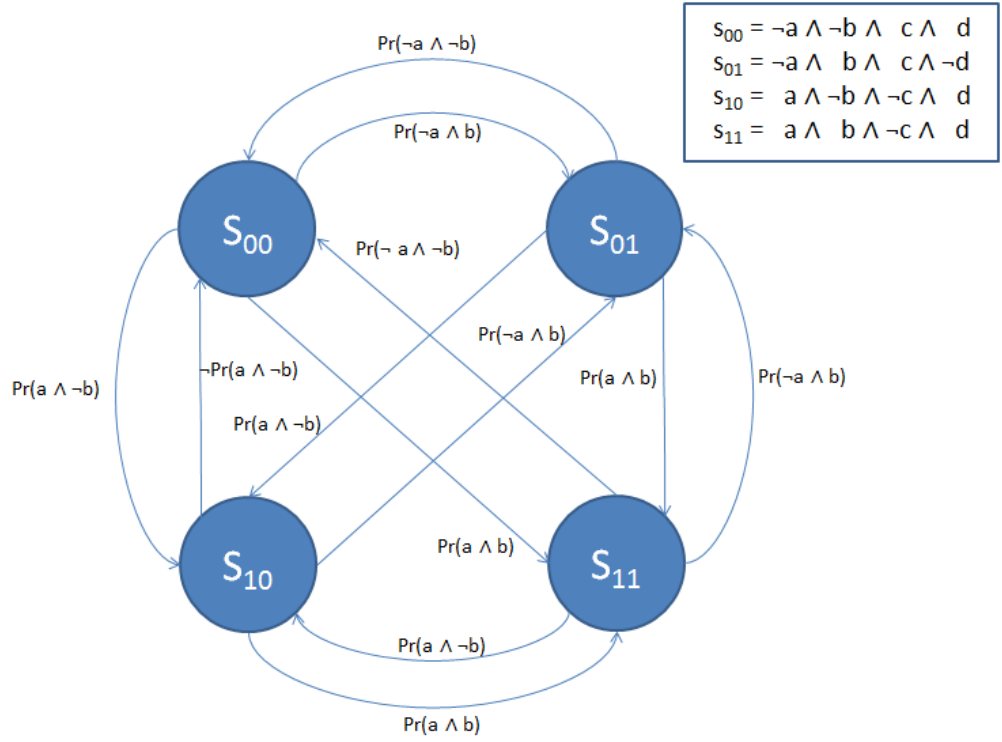 s₀₀ = ¬a ∧ ¬b ∧ c ∧ d
s₀₁ = ¬a ∧ b ∧ c ∧ ¬d
s₁₀ = a ∧ ¬b ∧ ¬c ∧ d
s₁₁ = a ∧ b ∧ ¬c ∧ d
Pr(¬a ∧ ¬b)
Pr(¬a ∧ b)
S₀₀
S₀₁
Pr(¬ a ∧ ¬b)
Pr(¬a ∧ b)
¬Pr(a ∧ ¬b)
Pr(a ∧ b)
Pr(¬a ∧ b)
Pr(a ∧ ¬b)
Pr(a ∧ ¬b)
Pr(a ∧ b)
S₁₀
S₁₁
Pr(a ∧ ¬b)
Pr(a ∧ b)